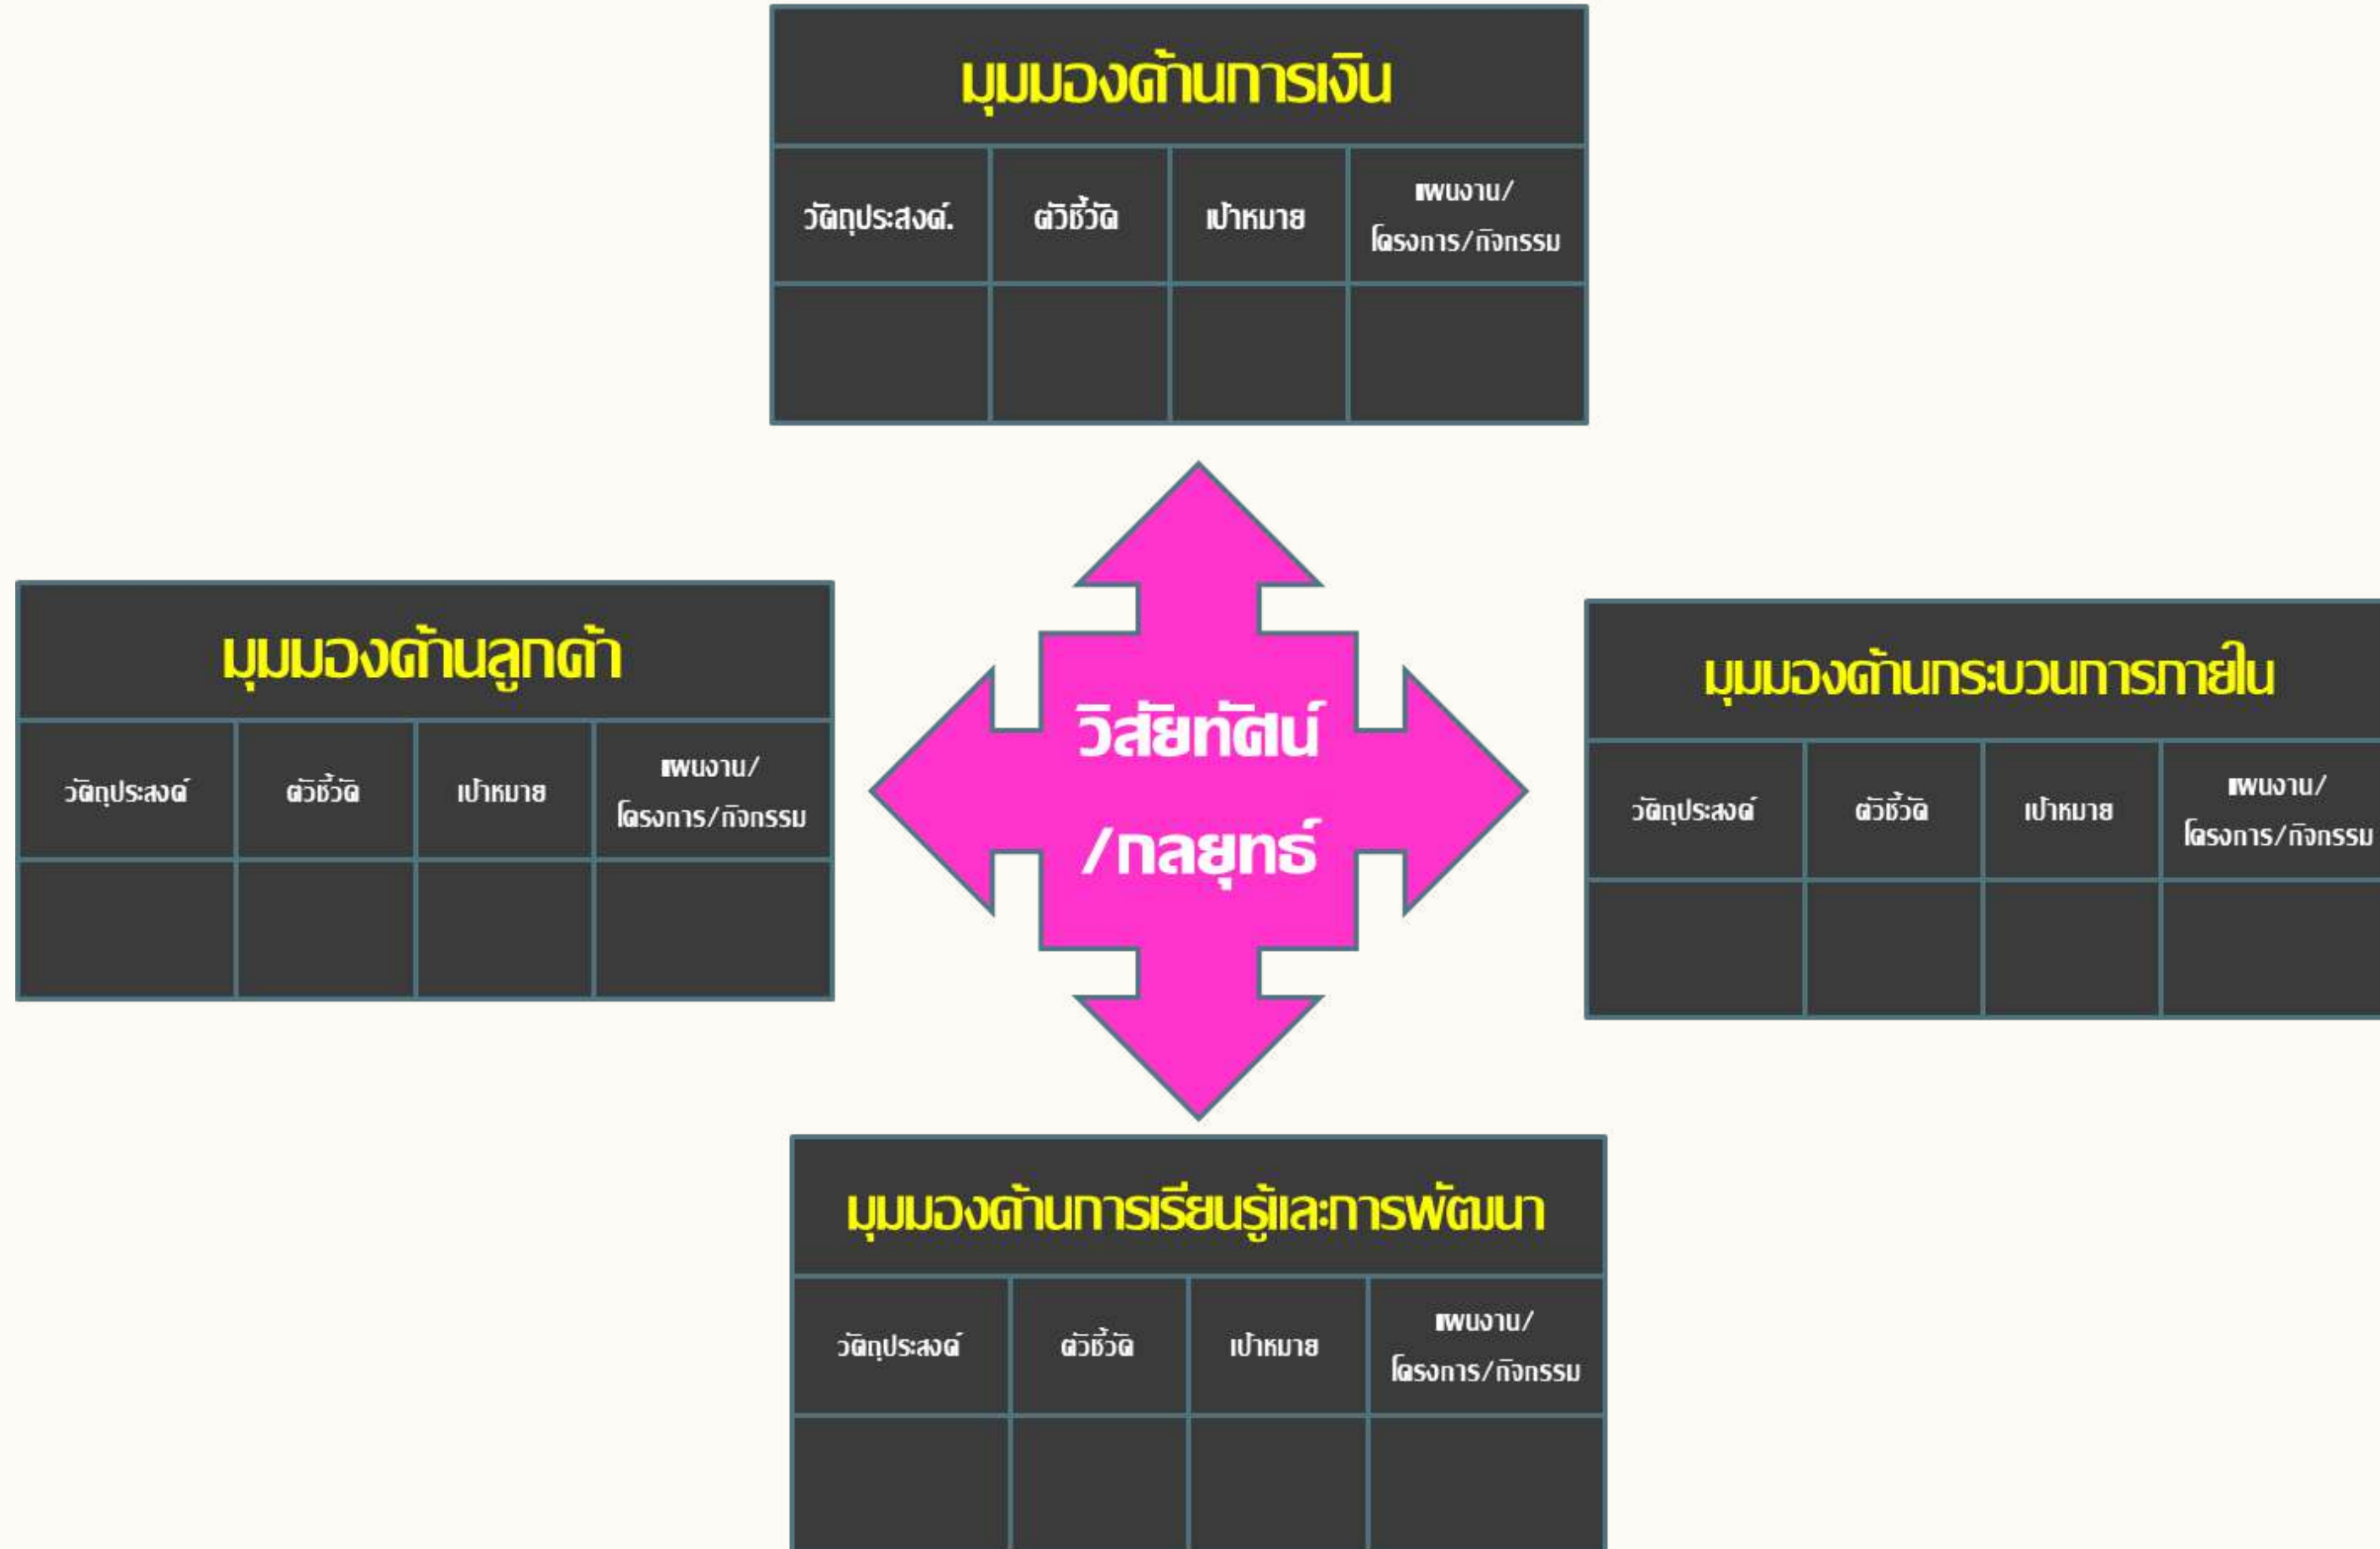 มุมมองด้านการเงิน
วัตถุประสงค์.
ตัวชี้วัด
เป้าหมาย
แผนงาน/
โครงการ/กิจกรรม
มุมมองด้านลูกค้า
วัตถุประสงค์
ตัวชี้วัด
เป้าหมาย
แผนงาน/
โครงการ/กิจกรรม
วิสัยทัศน์
/กลยุทธ์
มุมมองด้านกระบวนการภายใน
วัตถุประสงค์
ตัวชี้วัด
เป้าหมาย
แผนงาน/
โครงการ/กิจกรรม
มุมมองด้านการเรียนรู้และการพัฒนา
วัตถุประสงค์
ตัวชี้วัด
เป้าหมาย
แผนงาน/
โครงการ/กิจกรรม